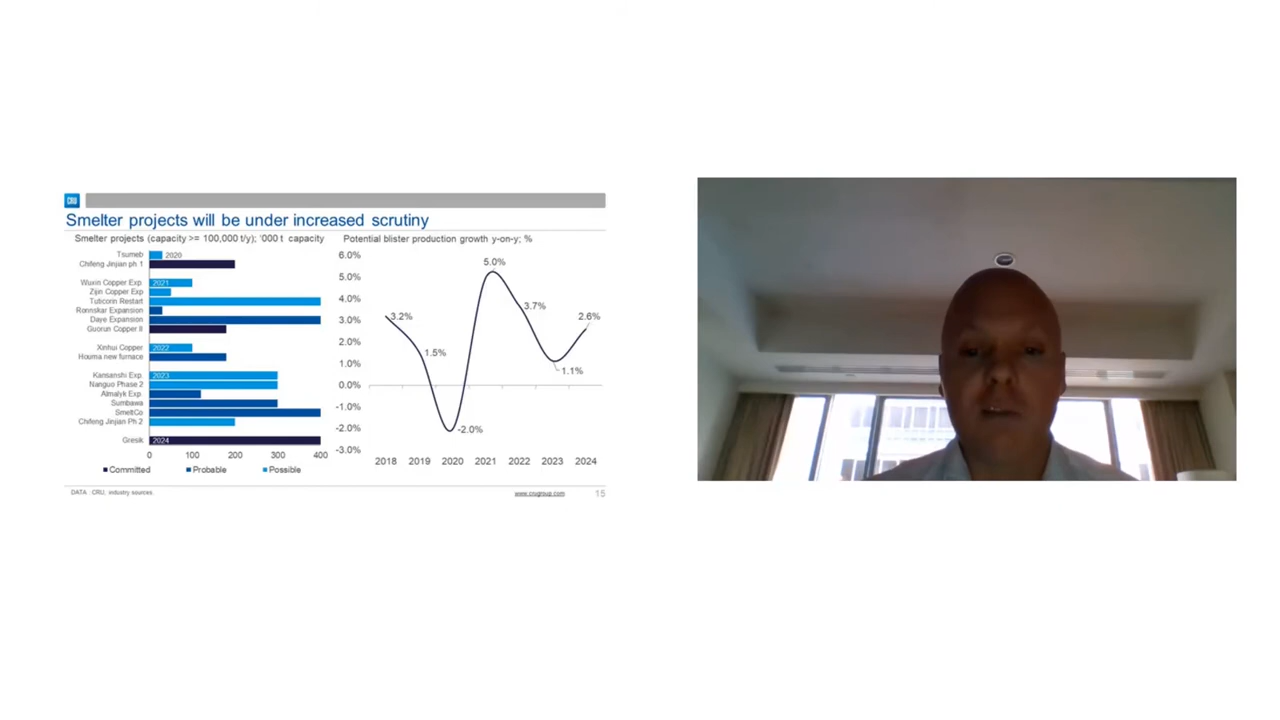 CRU
Smelter projects will be under increased scrutiny
Smelter projects (capacity >= 100,000 t/y); '000 t capacity
Tsumeb 2020
Chifeng Jinjian ph 1
Wuxin Copper Exp. 2021
Zijin Copper Exp
Tuticorin Restart
Ronnskar Expansion
Daye Expansion
Guorun Copper II
Xinhui Copper 2022
Houma new furnace
Kansanshi Exp. 2023
Nanguo Phase 2
Almalyk Exp.
Sumbawa
SmeltCo
Chifeng Jinjian Ph 2
Gresik 2024
0 100 200 300 400
Committed Probable Possible
Potential blister production growth y-on-y; %
6.0%
5.0%
4.0%
3.0%
2.0%
1.0%
0.0%
-1.0%
-2.0%
-3.0%
3.2%
1.5%
-2.0%
5.0%
3.7%
1.1%
2.6%
2018 2019 2020 2021 2022 2023 2024
DATA: CRU, industry sources.
www.crugroup.com
15